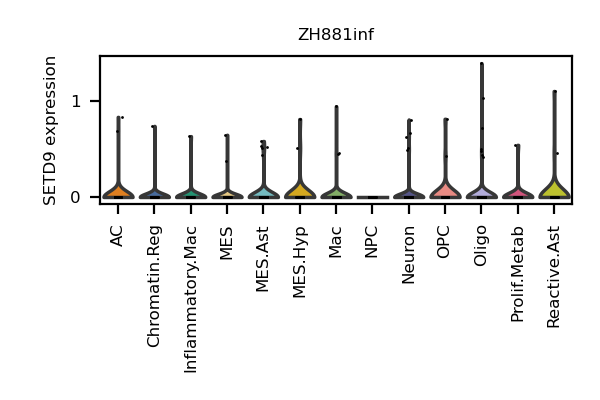 ZH881inf
SETD9 expression
1
0
AC
Chromatin.Reg
Inflammatory.Mac
MES
MES.Ast
MES.Hyp
Mac
NPC
Neuron
OPC
Oligo
Prolif.Metab
Reactive.Ast